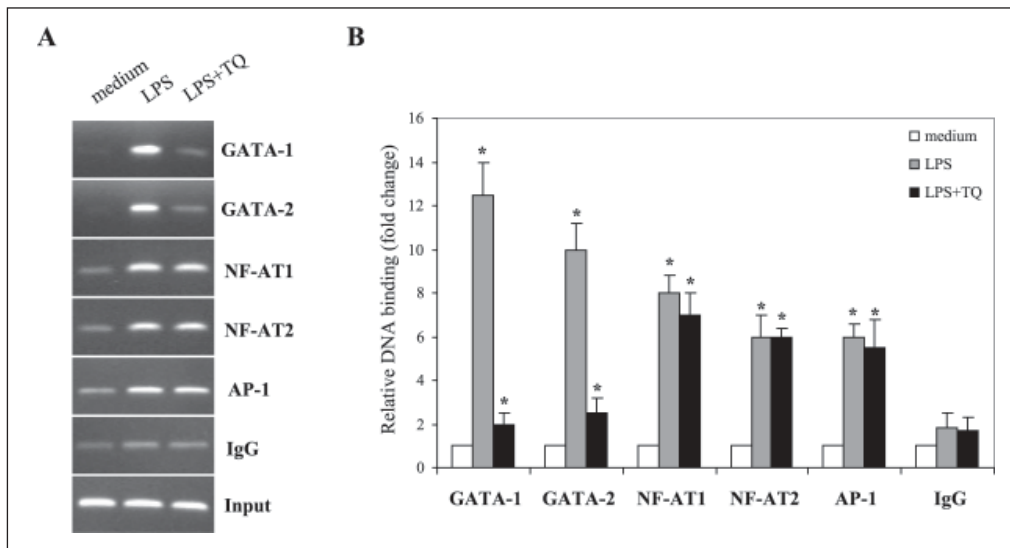 A
medium LPS LPS+TQ
GATA-1
GATA-2
NF-AT1
NF-AT2
AP-1
IgG
Input
B
Relative DNA binding (fold change)
16
14
12
10
8
6
4
2
0
medium
LPS
LPS+TQ
* * * * * * * * * *
GATA-1 GATA-2 NF-AT1 NF-AT2 AP-1 IgG